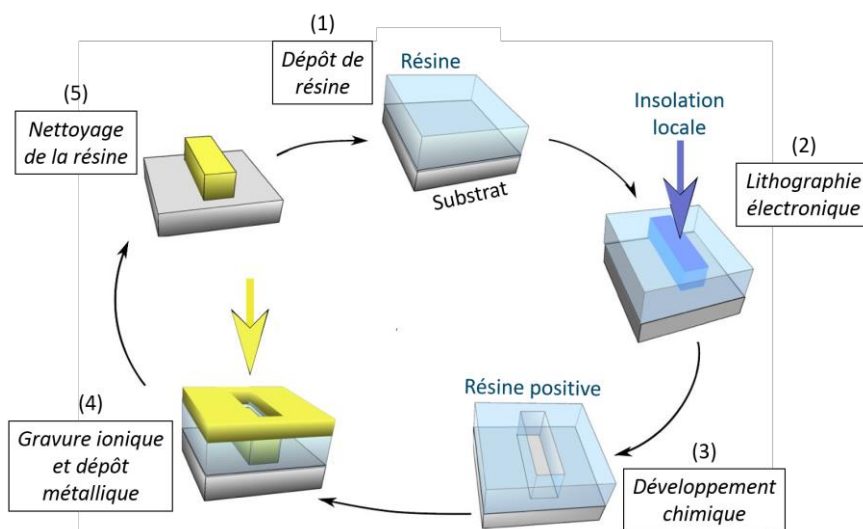 (1)
Dépôt de
résine
Résine
Substrat
Insolation
locale
(2)
Lithographie
électronique
Résine positive
(3)
Développement
chimique
(4)
Gravure ionique
et dépôt
métallique
(5)
Nettoyage
de la résine